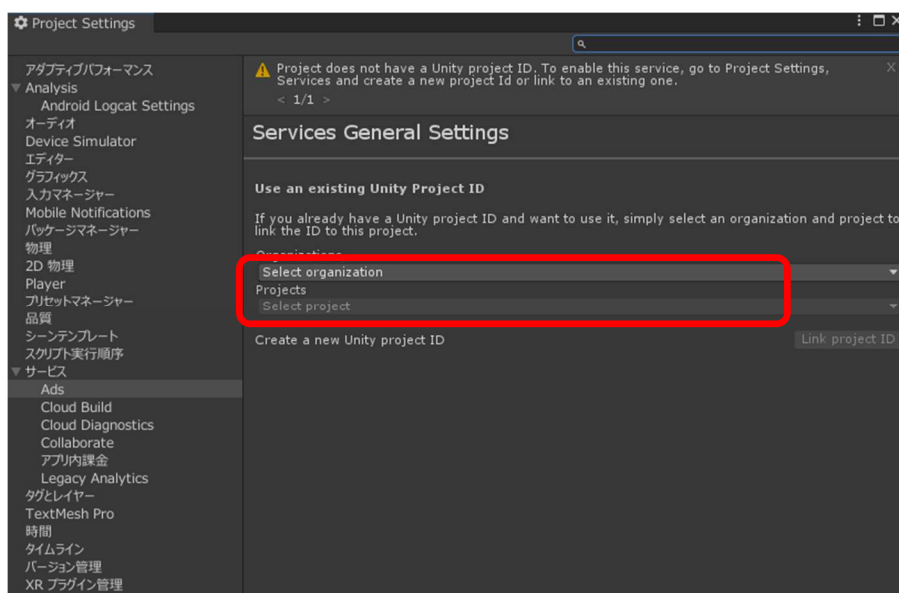 Project Settings
アダプティブパフォーマンス
Analysis
Android Logcat Settings
オーディオ
Device Simulator
エディター
グラフィックス
入力マネージャー
Mobile Notifications
パッケージマネージャー
物理
2D 物理
Player
プリセットマネージャー
品質
シーンテンプレート
スクリプト実行順序
サービス
Ads
Cloud Build
Cloud Diagnostics
Collaborate
アプリ内課金
Legacy Analytics
タグとレイヤー
TextMesh Pro
時間
タイムライン
バージョン管理
XR プラグイン管理
Project does not have a Unity project ID. To enable this service, go to Project Settings,
Services and create a new project Id or link to an existing one.
< 1/1 >
Services General Settings
Use an existing Unity Project ID
If you already have a Unity project ID and want to use it, simply select an organization and project to
link the ID to this project.
Organizations
Select organization
Projects
Select project
Create a new Unity project ID
Link project ID